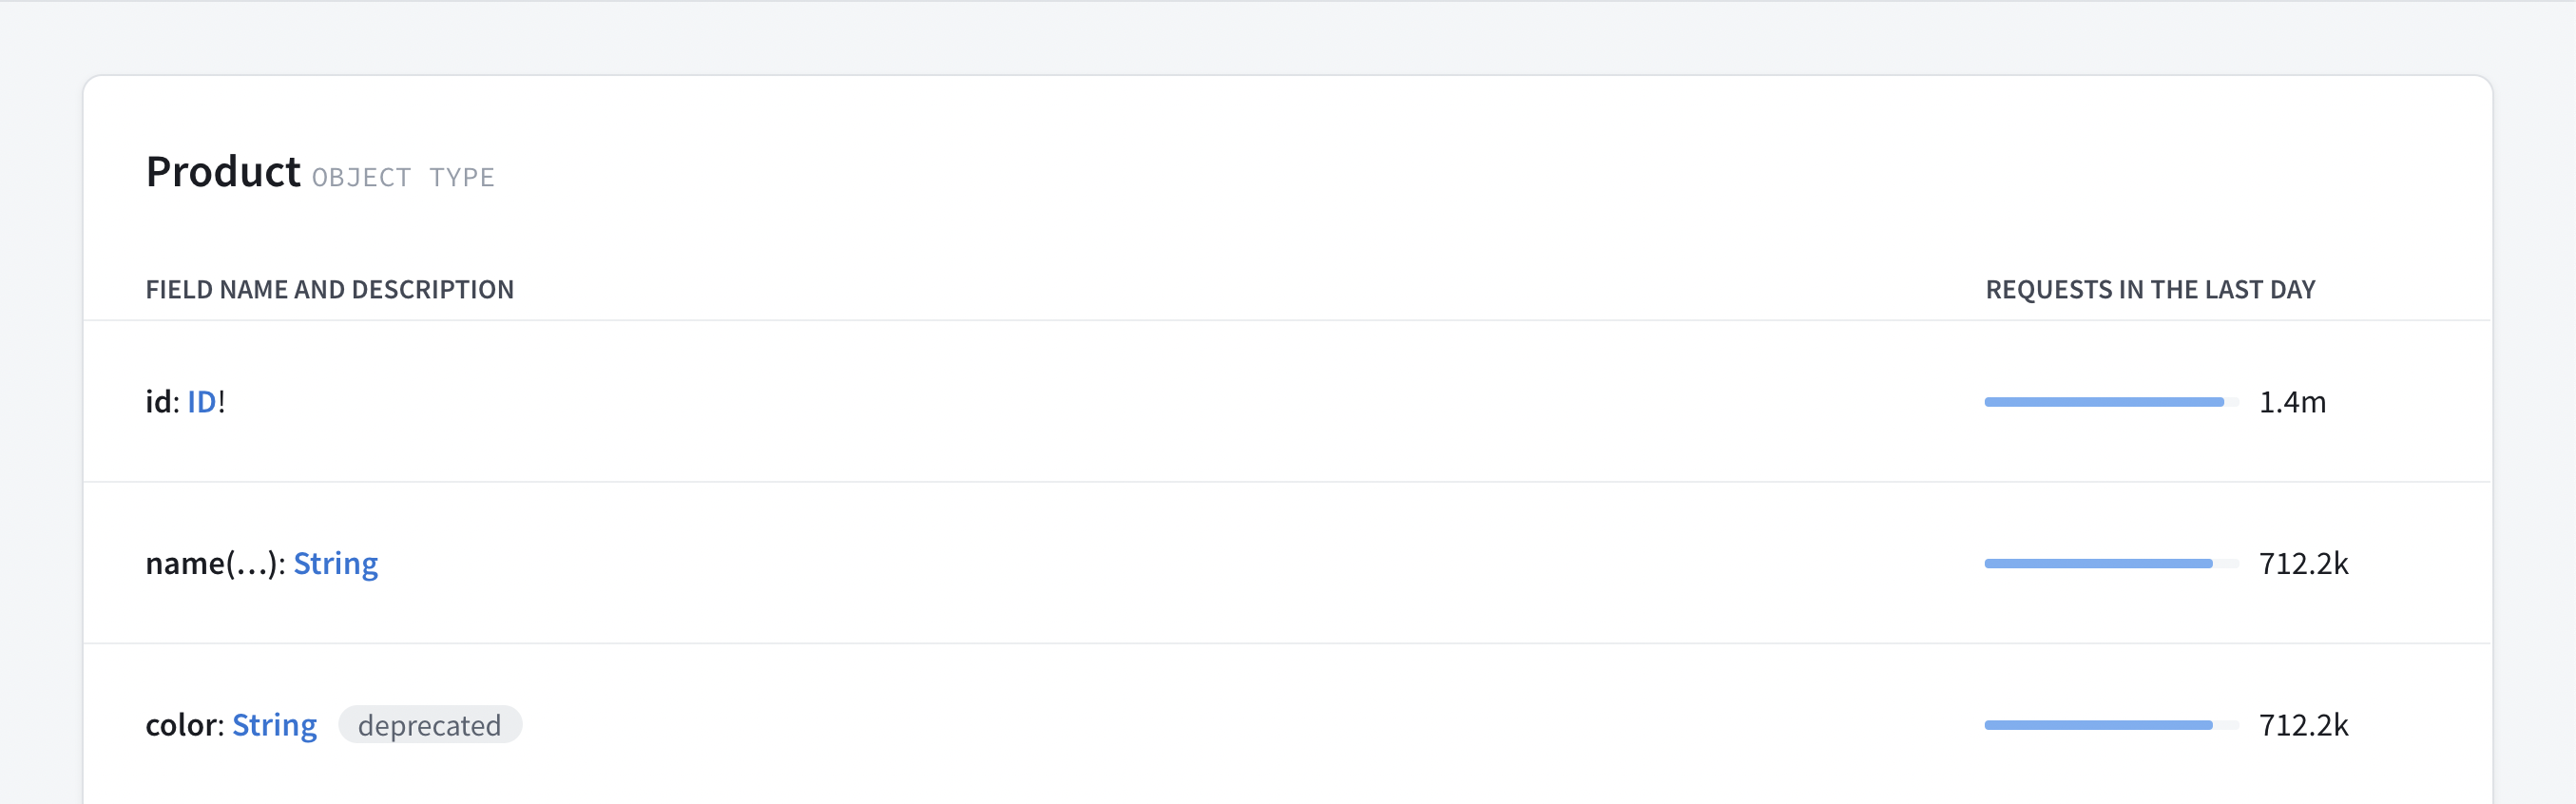 Product OBJECT TYPE
FIELD NAME AND DESCRIPTION REQUESTS IN THE LAST DAY
id: ID! 1.4m
name(...): String 712.2k
color: String deprecated 712.2k